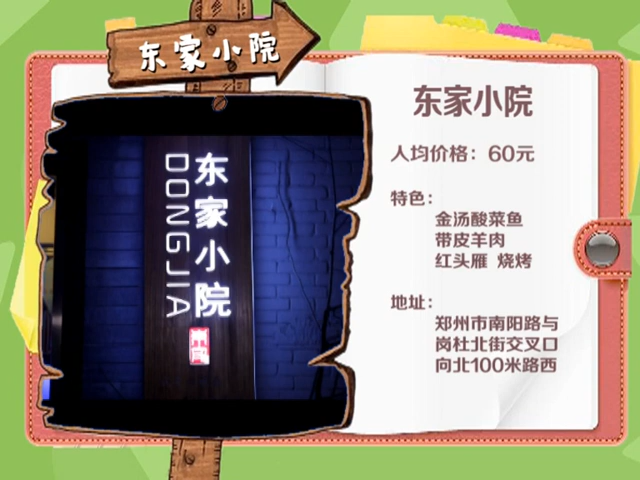 东家小院
东家小院
DONGJIA
东家小院
人均价格：60元
特色：
金汤酸菜鱼
带皮羊肉
红头雁 烧烤
地址：
郑州市南阳路与
岗杜北街交叉口
向北100米路西